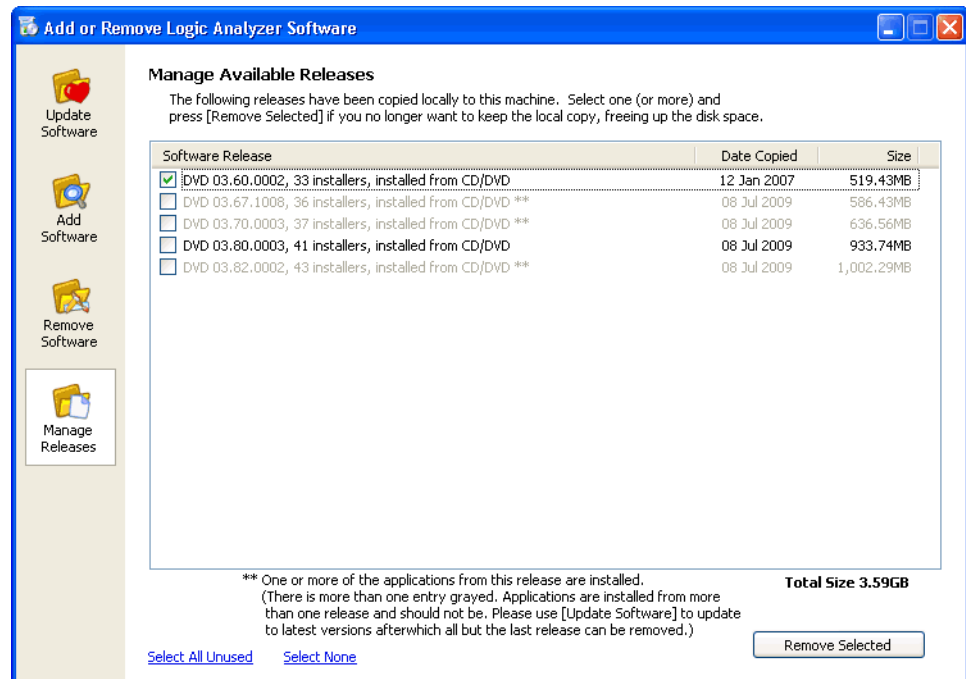 Add or Remove Logic Analyzer Software
Update
Software
Add
Software
Remove
Software
Manage
Releases
Manage Available Releases
The following releases have been copied locally to this machine. Select one (or more) and
press [Remove Selected] if you no longer want to keep the local copy, freeing up the disk space.
Software Release Date Copied Size
DVD 03.60.0002, 33 installers, installed from CD/DVD 12 Jan 2007 519.43MB
DVD 03.67.1008, 36 installers, installed from CD/DVD ** 08 Jul 2009 586.43MB
DVD 03.70.0003, 37 installers, installed from CD/DVD ** 08 Jul 2009 636.56MB
DVD 03.80.0003, 41 installers, installed from CD/DVD 08 Jul 2009 933.74MB
DVD 03.82.0002, 43 installers, installed from CD/DVD ** 08 Jul 2009 1,002.29MB
** One or more of the applications from this release are installed.
(There is more than one entry grayed. Applications are installed from more
than one release and should not be. Please use [Update Software] to update
to latest versions afterwhich all but the last release can be removed.)
Total Size 3.59GB
Remove Selected
Select All Unused Select None